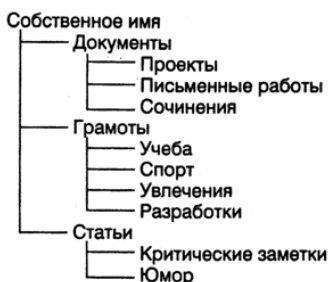 Собственное имя
Документы
Проекты
Письменные работы
Сочинения
Грамоты
Учеба
Спорт
Увлечения
Разработки
Статьи
Критические заметки
Юмор